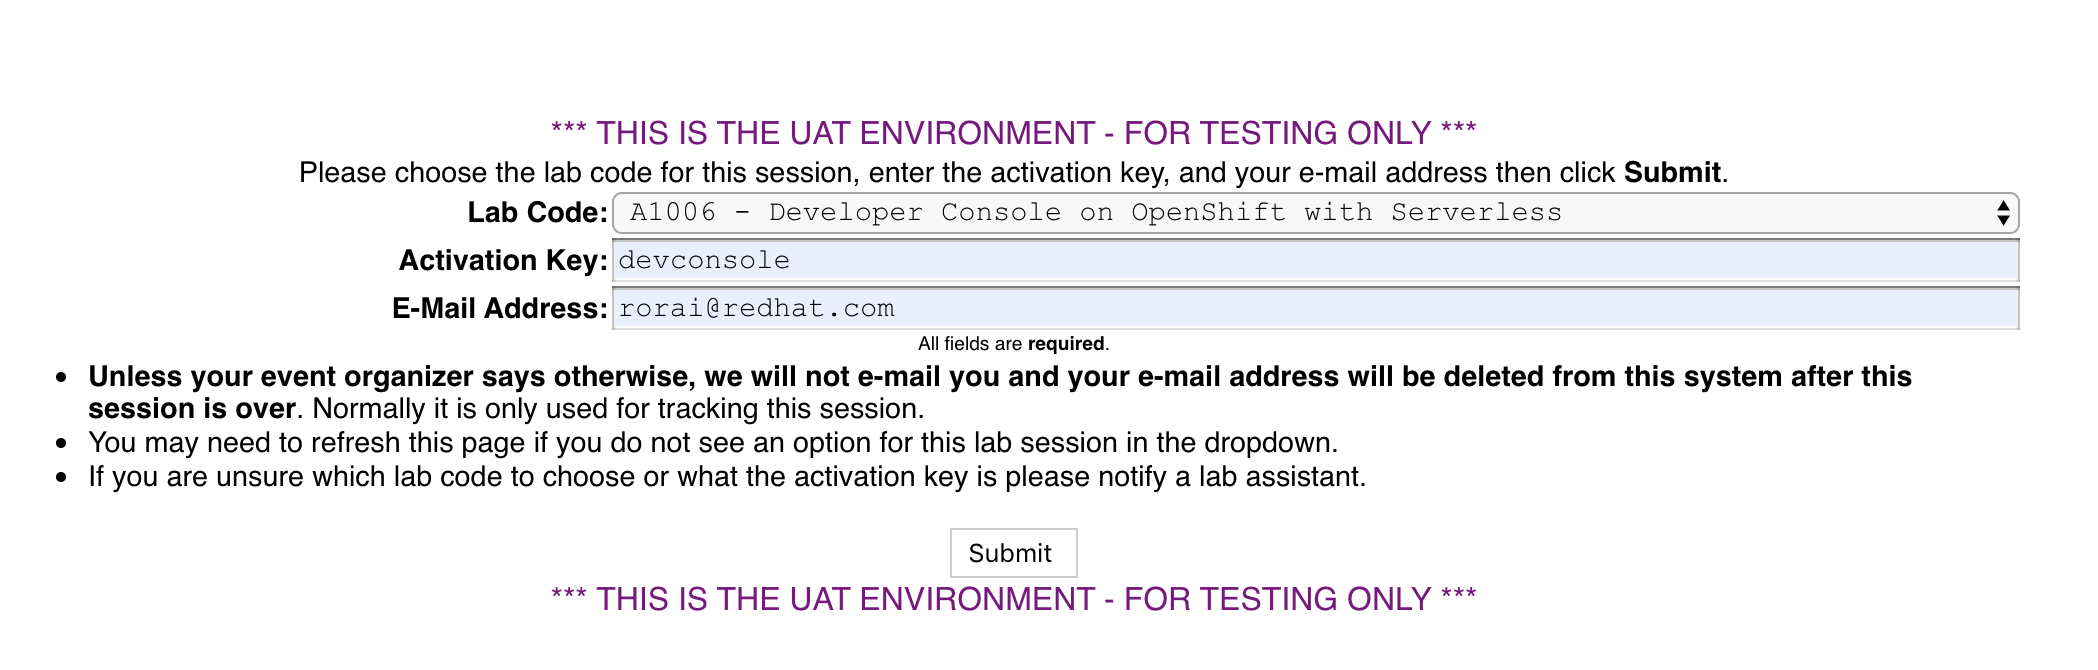 *** THIS IS THE UAT ENVIRONMENT - FOR TESTING ONLY ***
Please choose the lab code for this session, enter the activation key, and your e-mail address then click Submit.
Lab Code: A1006 - Developer Console on OpenShift with Serverless
Activation Key: devconsole
E-Mail Address: rorai@redhat.com
All fields are required.
• Unless your event organizer says otherwise, we will not e-mail you and your e-mail address will be deleted from this system after this
session is over. Normally it is only used for tracking this session.
• You may need to refresh this page if you do not see an option for this lab session in the dropdown.
• If you are unsure which lab code to choose or what the activation key is please notify a lab assistant.
Submit
*** THIS IS THE UAT ENVIRONMENT - FOR TESTING ONLY ***